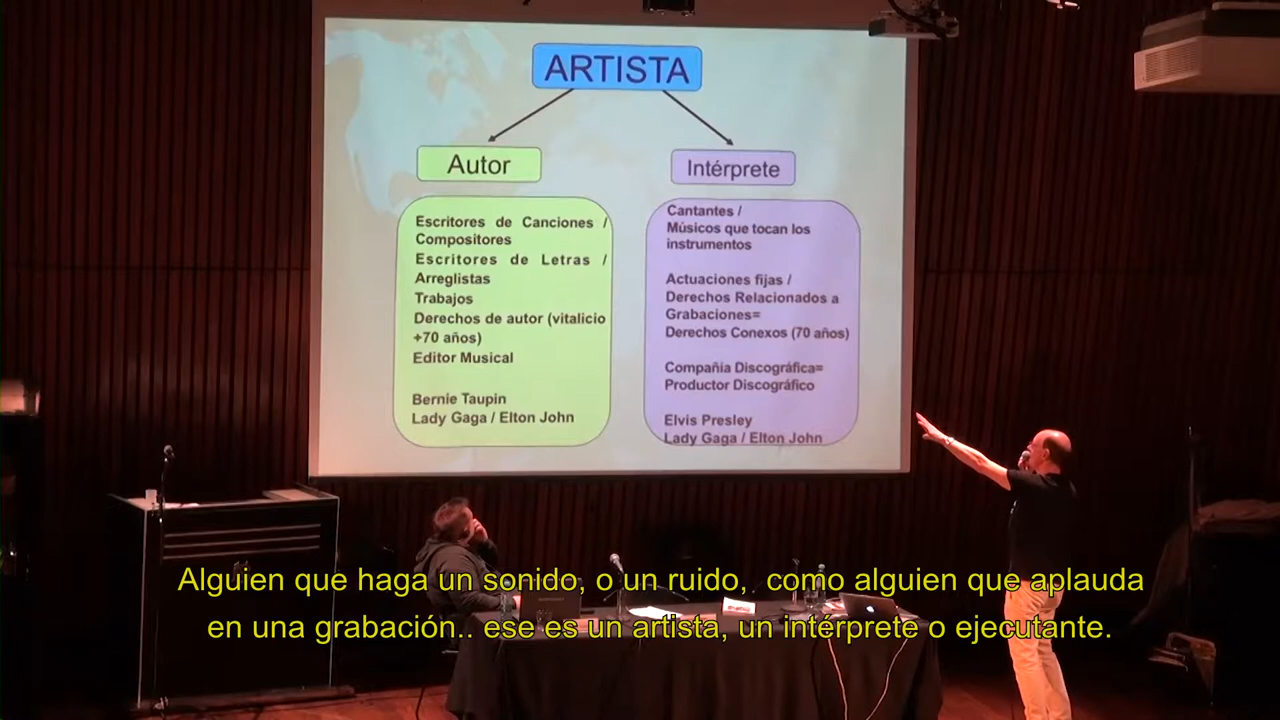 ARTISTA
Autor
Escritores de Canciones /
Compositores
Escritores de Letras /
Arreglistas
Trabajos
Derechos de autor (vitalicio
+70 años)
Editor Musical
Bernie Taupin
Lady Gaga / Elton John
Intérprete
Cantantes /
Músicos que tocan los
instrumentos
Actuaciones fijas /
Derechos Relacionados a
Grabaciones=
Derechos Conexos (70 años)
Compañía Discográfica=
Productor Discográfico
Elvis Presley
Lady Gaga / Elton John
Alguien que haga un sonido, o un ruido, como alguien que aplauda
en una grabación.. ese es un artista, un intérprete o ejecutante.